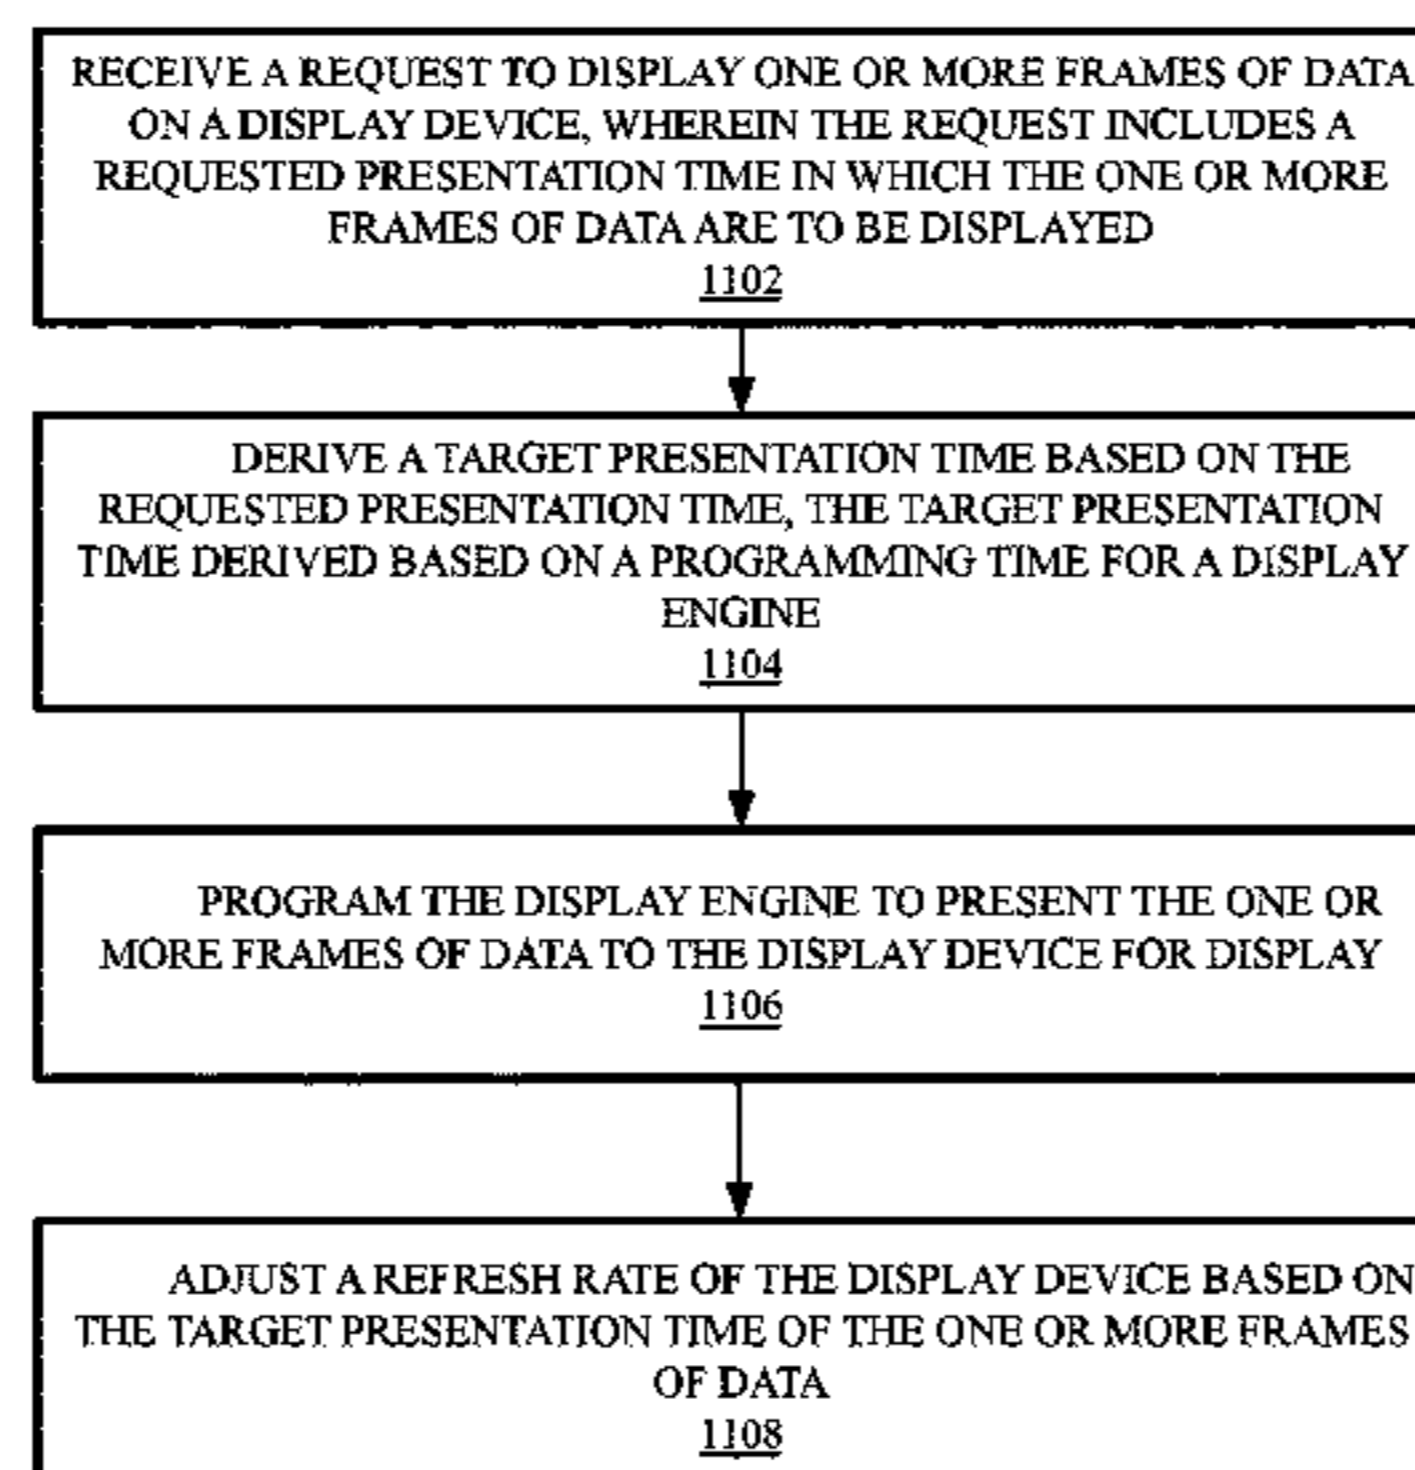 RECEIVE A REQUEST TO DISPLAY ONE OR MORE FRAMES OF DATA
ON A DISPLAY DEVICE, WHEREIN THE REQUEST INCLUDES A
REQUESTED PRESENTATION TIME IN WHICH THE ONE OR MORE
FRAMES OF DATA ARE TO BE DISPLAYED
1102
DERIVE A TARGET PRESENTATION TIME BASED ON THE
REQUESTED PRESENTATION TIME, THE TARGET PRESENTATION
TIME DERIVED BASED ON A PROGRAMMING TIME FOR A DISPLAY
ENGINE
1104
PROGRAM THE DISPLAY ENGINE TO PRESENT THE ONE OR
MORE FRAMES OF DATA TO THE DISPLAY DEVICE FOR DISPLAY
1106
ADJUST A REFRESH RATE OF THE DISPLAY DEVICE BASED ON
THE TARGET PRESENTATION TIME OF THE ONE OR MORE FRAMES
OF DATA
1108